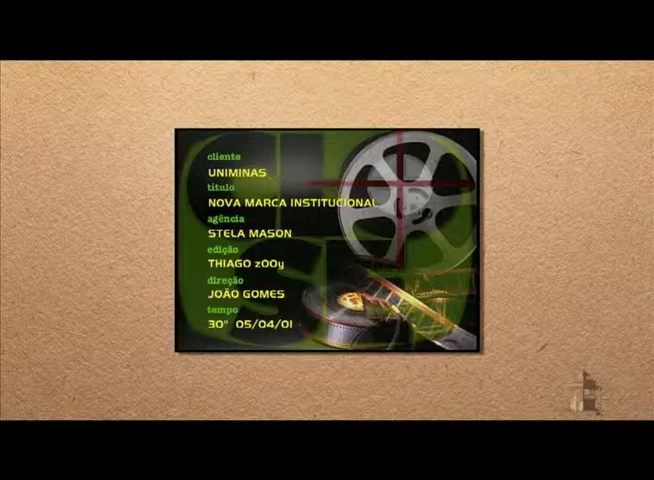 cliente
UNIMINAS
titulo
NOVA MARCA INSTITUCIONAL
agência
STELA MASON
edição
THIAGO zOOy
direção
JOÃO GOMES
tempo
30" 05/04/01